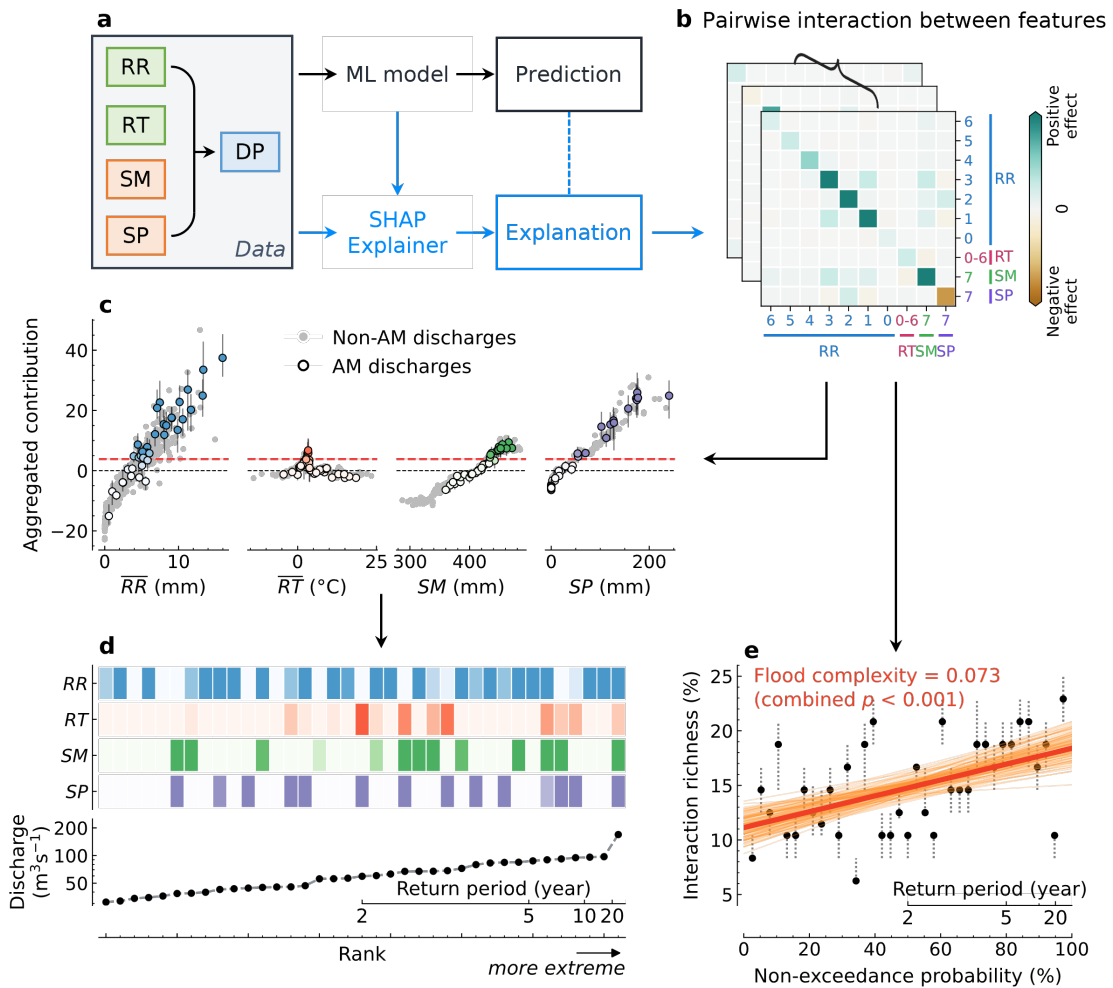 a
RR
RT
SM
SP
DP
Data
ML model
Prediction
SHAP
Explainer
Explanation
b Pairwise interaction between features
6
5
4
3
2
1
0
0-6
7
7
RR
RT
SM
SP
6 5 4 3 2 1 0 0-6 7 7
RR RT SM SP
Positive
effect
0
Negative
effect
c
Non-AM discharges
AM discharges
Aggregated contribution
40
20
0
−20
0 10
RR (mm)
0 25
RT (°C)
300 400
SM (mm)
0 200
SP (mm)
d
RR
RT
SM
SP
Discharge
(m³s⁻¹)
200
100
50
Return period (year)
2 5 10 20
Rank
more extreme
e
Flood complexity = 0.073
(combined p < 0.001)
Interaction richness (%)
25
20
15
10
5
Return period (year)
2 5 20
0 20 40 60 80 100
Non-exceedance probability (%)